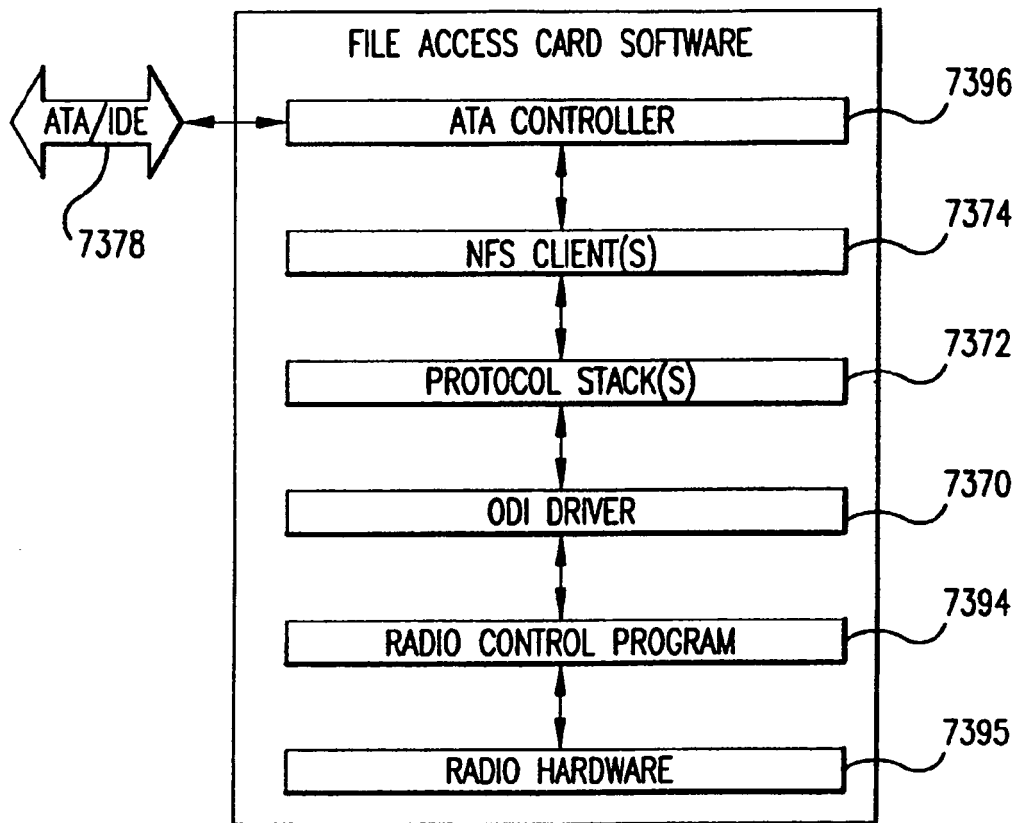 FILE ACCESS CARD SOFTWARE
7396
ATA/IDE
ATA CONTROLLER
7378
7374
NFS CLIENT(S)
7372
PROTOCOL STACK(S)
7370
ODI DRIVER
7394
RADIO CONTROL PROGRAM
7395
RADIO HARDWARE